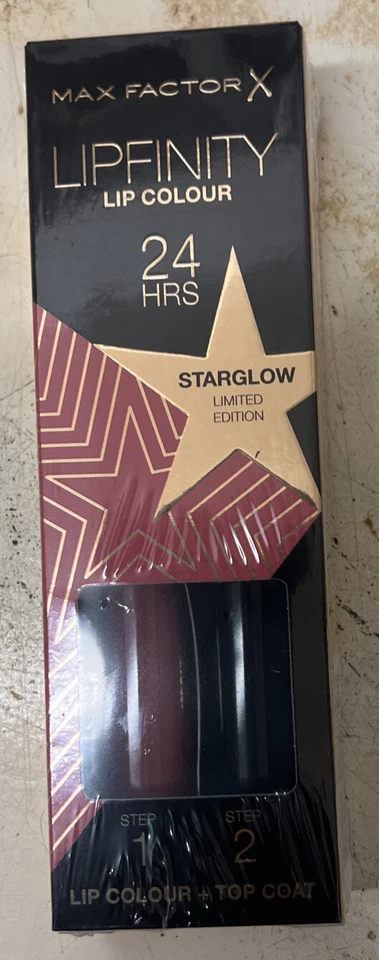 MAX FACTOR X
LIPFINITY
LIP COLOUR
24
HRS
STARGLOW
LIMITED
EDITION
STEP STEP
1 2
LIP COLOUR + TOP COAT